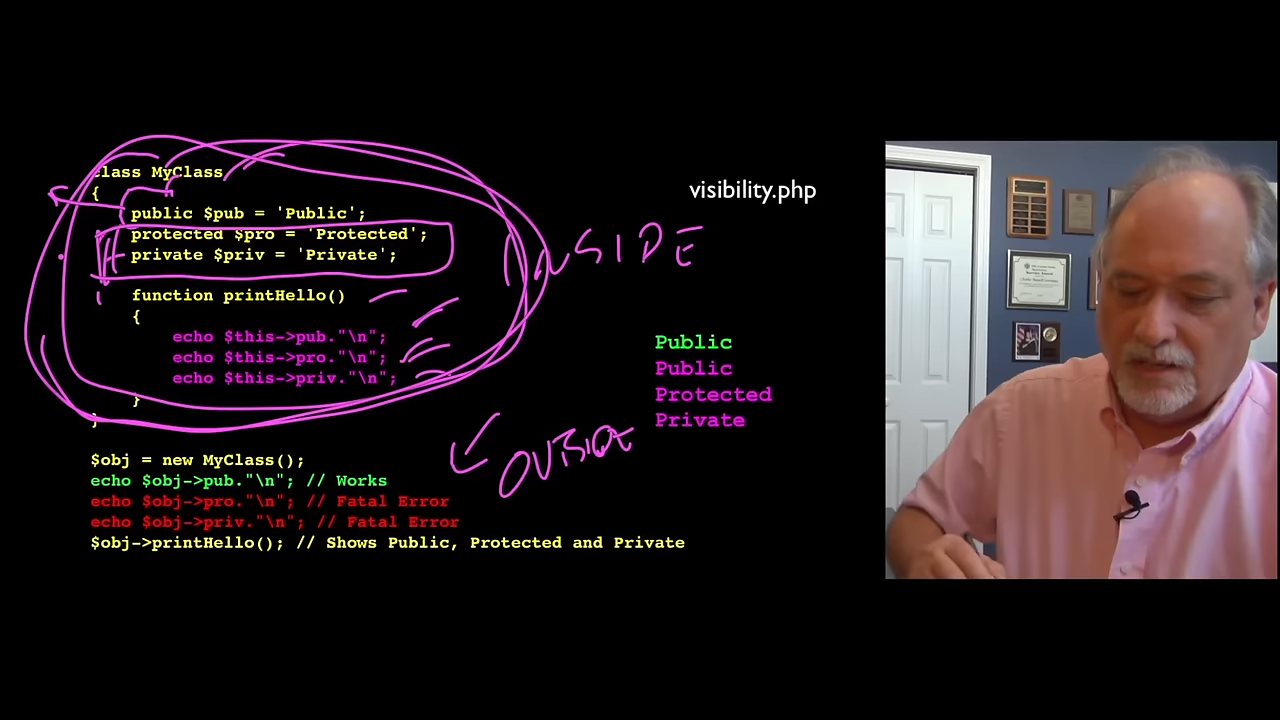 class MyClass
{
public $pub = 'Public';
protected $pro = 'Protected';
private $priv = 'Private';
function printHello()
{
echo $this->pub."\n";
echo $this->pro."\n";
echo $this->priv."\n";
}
}
$obj = new MyClass();
echo $obj->pub."\n"; // Works
echo $obj->pro."\n"; // Fatal Error
echo $obj->priv."\n"; // Fatal Error
$obj->printHello(); // Shows Public, Protected and Private
visibility.php
INSIDE
Public
Public
Protected
Private
OUTSIDE